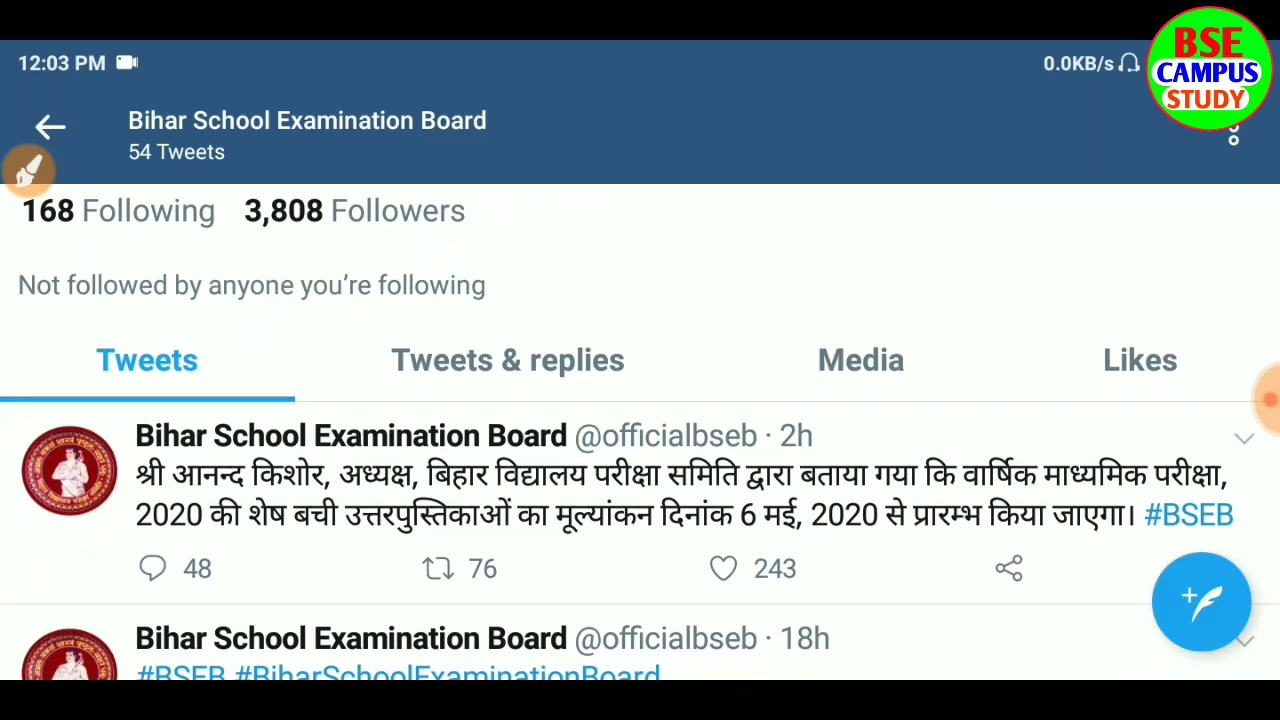 12:03 PM
0.0KB/s
BSE
CAMPUS
STUDY
Bihar School Examination Board
54 Tweets
168 Following 3,808 Followers
Not followed by anyone you're following
Tweets Tweets & replies Media Likes
Bihar School Examination Board @officialbseb · 2h
श्री आनन्द किशोर, अध्यक्ष, बिहार विद्यालय परीक्षा समिति द्वारा बताया गया कि वार्षिक माध्यमिक परीक्षा,
2020 की शेष बची उत्तरपुस्तिकाओं का मूल्यांकन दिनांक 6 मई, 2020 से प्रारम्भ किया जाएगा। #BSEB
48 76 243
Bihar School Examination Board @officialbseb · 18h
#BSEB #BiharSchoolExaminationBoard